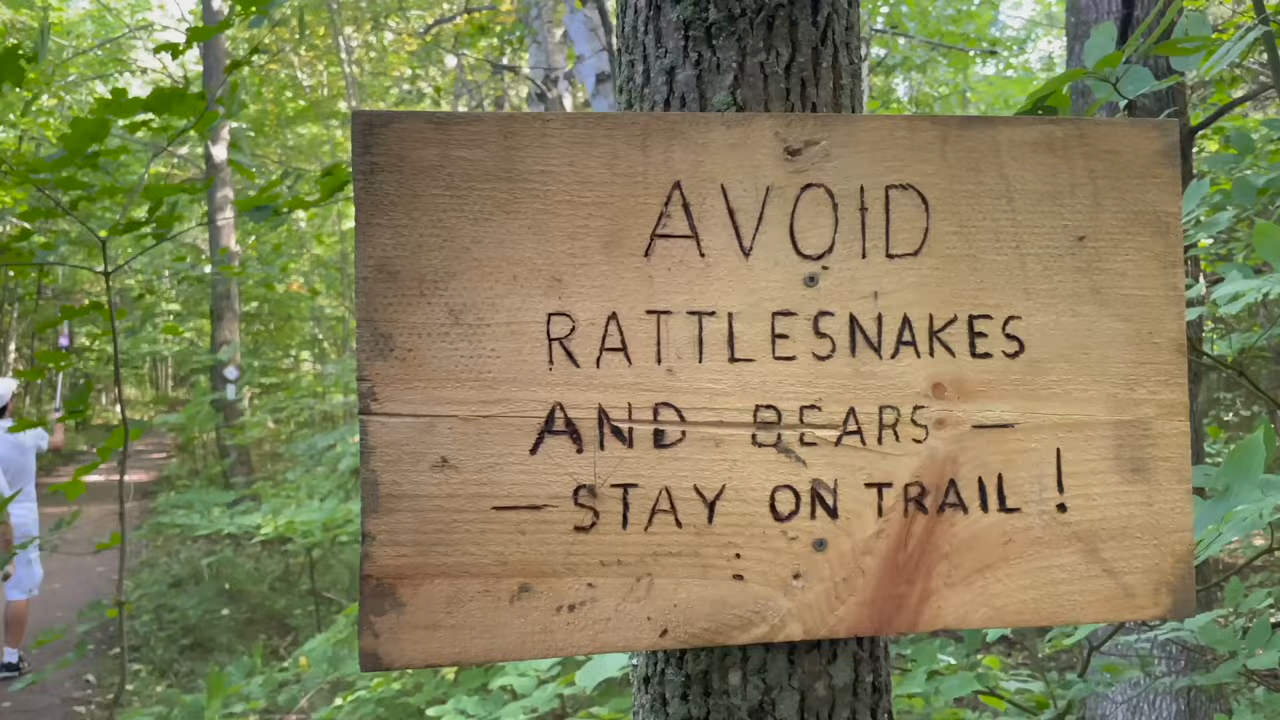 AVOID
RATTLESNAKES
AND BEARS —
— STAY ON TRAIL!